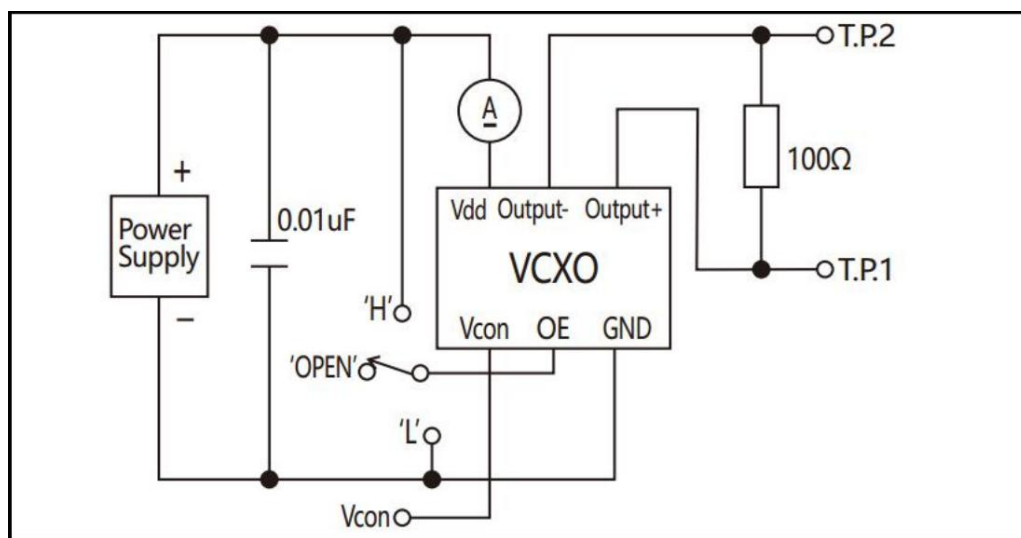 T.P.2
A
100Ω
+
Vdd Output- Output+
0.01uF
Power
Supply
VCXO
T.P.1
−
'H'
Vcon OE GND
'OPEN'
'L'
Vcon